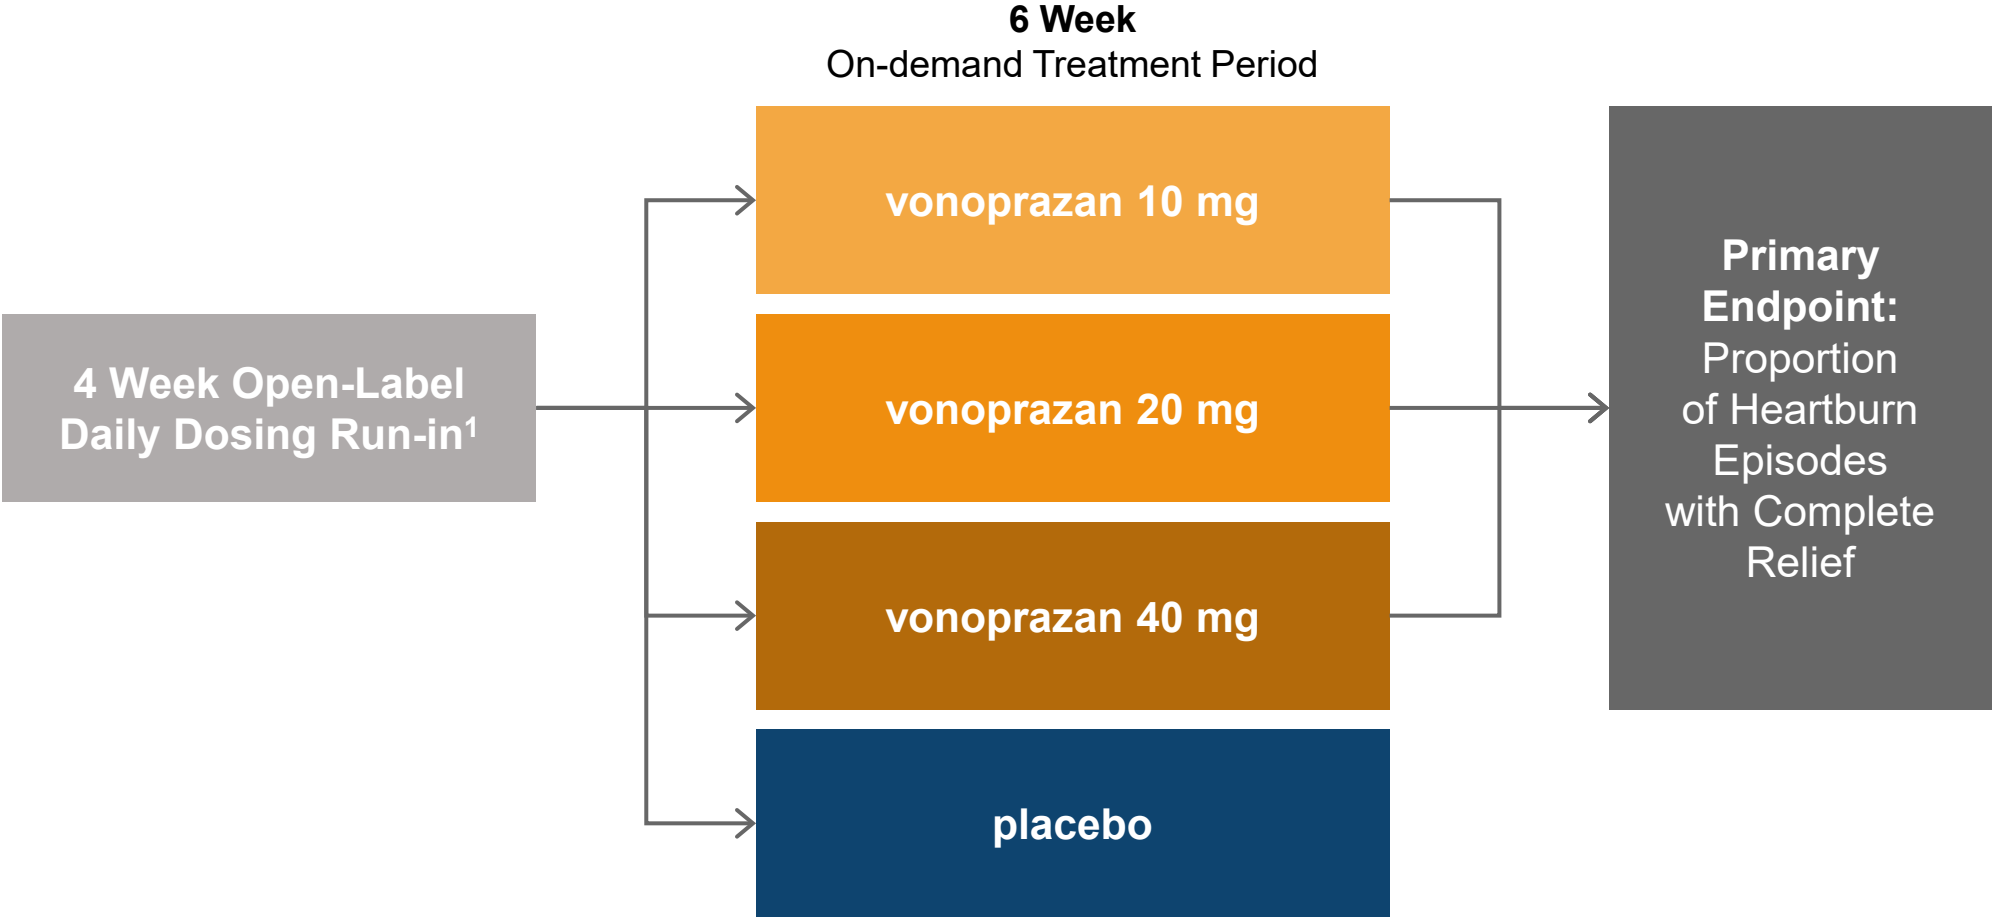 6 Week
On-demand Treatment Period
4 Week Open-Label
Daily Dosing Run-in¹
vonoprazan 10 mg
vonoprazan 20 mg
vonoprazan 40 mg
placebo
Primary
Endpoint:
Proportion
of Heartburn
Episodes
with Complete
Relief